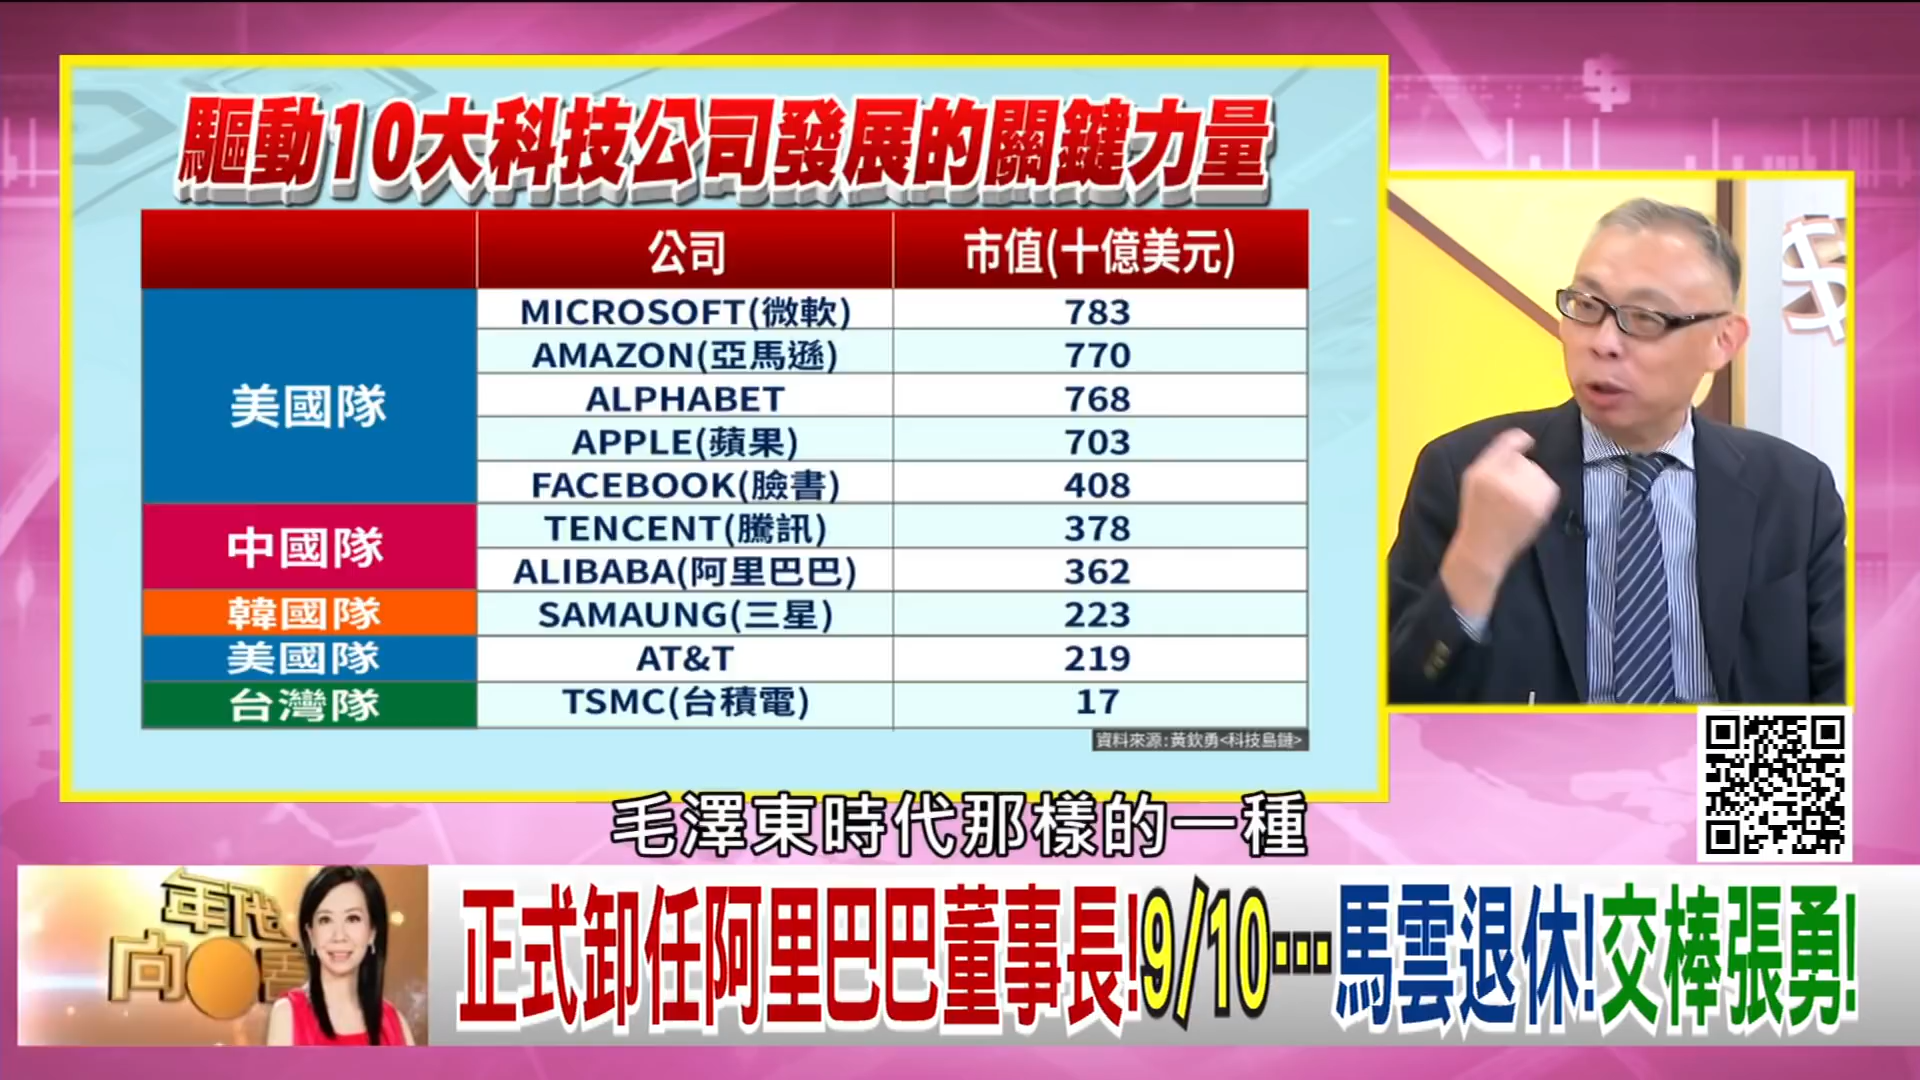 驅動10大科技公司發展的關鍵力量
公司 市值(十億美元)
美國隊
MICROSOFT(微軟) 783
AMAZON(亞馬遜) 770
ALPHABET 768
APPLE(蘋果) 703
FACEBOOK(臉書) 408
中國隊
TENCENT(騰訊) 378
ALIBABA(阿里巴巴) 362
韓國隊 SAMAUNG(三星) 223
美國隊 AT&T 219
台灣隊 TSMC(台積電) 17
資料來源:黃欽勇<科技島鏈>
毛澤東時代那樣的一種
年代
向
正式卸任阿里巴巴董事長!9/10…馬雲退休!交棒張勇!